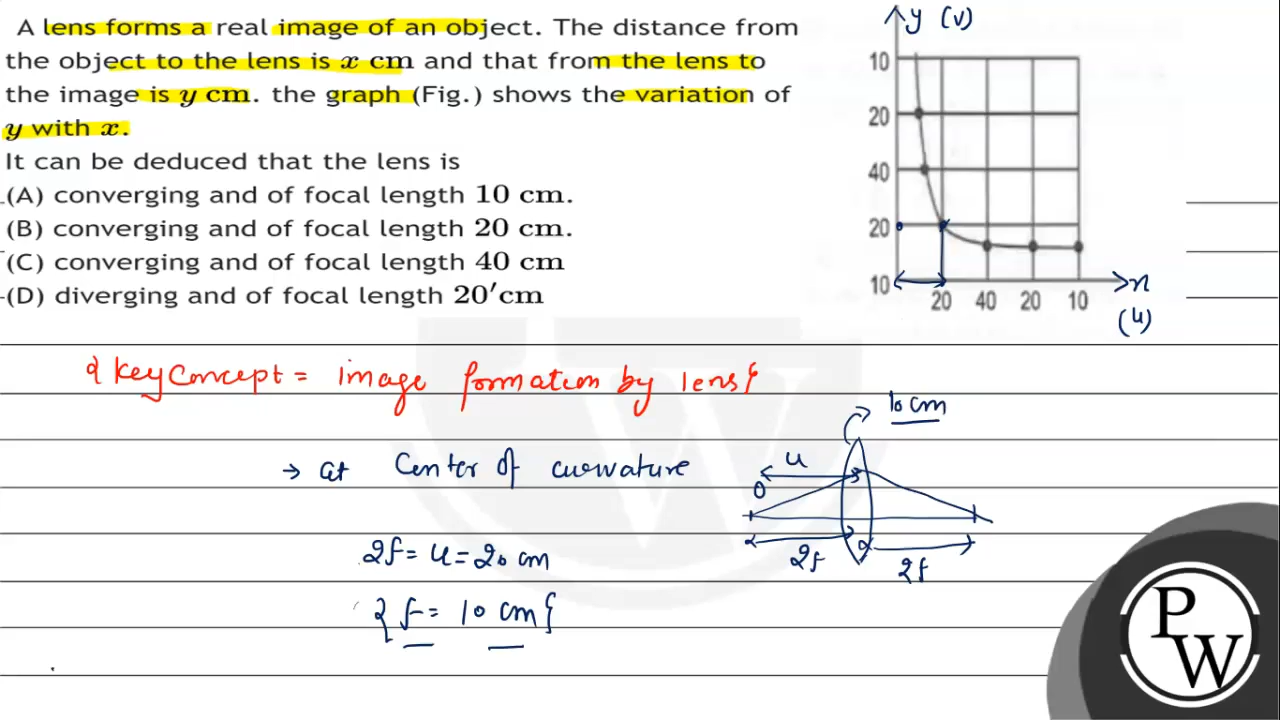 A lens forms a real image of an object. The distance from
the object to the lens is x cm and that from the lens to
the image is y cm. the graph (Fig.) shows the variation of
y with x.
It can be deduced that the lens is
(A) converging and of focal length 10 cm.
(B) converging and of focal length 20 cm.
(C) converging and of focal length 40 cm
(D) diverging and of focal length 20′cm
y (v)
10
20
40
20
10
20 40 20 10
x
(u)
{ Key Concept = image formation by lens }
10 cm
→ at Center of curvature
u
O
2f = u = 20 cm
2f 2f
{ f = 10 cm }
P
W